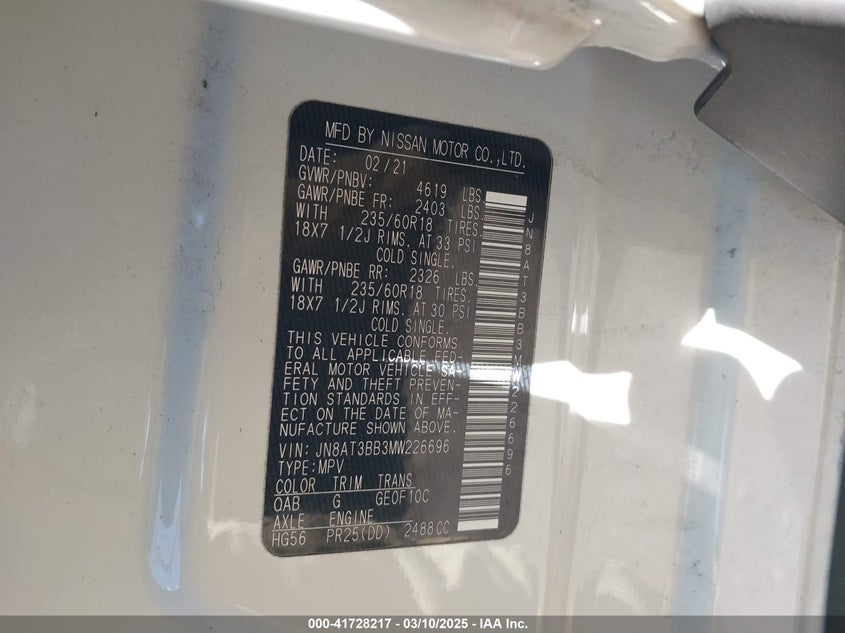 MFD BY NISSAN MOTOR CO.,LTD.
DATE: 02/21
GVWR/PNBV: 4619 LBS
GAWR/PNBE FR: 2403 LBS
WITH 235/60R18 TIRES.
18X7 1/2J RIMS. AT 33 PSI
COLD SINGLE.
GAWR/PNBE RR: 2326 LBS.
WITH 235/60R18 TIRES.
18X7 1/2J RIMS. AT 30 PSI
COLD SINGLE.
THIS VEHICLE CONFORMS
TO ALL APPLICABLE FED-
ERAL MOTOR VEHICLE SA-
FETY AND THEFT PREVEN-
TION STANDARDS IN EFF-
ECT ON THE DATE OF MA-
NUFACTURE SHOWN ABOVE.
VIN: JN8AT3BB3MW226696
TYPE:MPV
COLOR TRIM TRANS
QAB G GEOF10C
AXLE ENGINE
HG56 PR25(DD) 2488CC
JN8AT3BB3MW226696
000-41728217 - 03/10/2025 - IAA Inc.